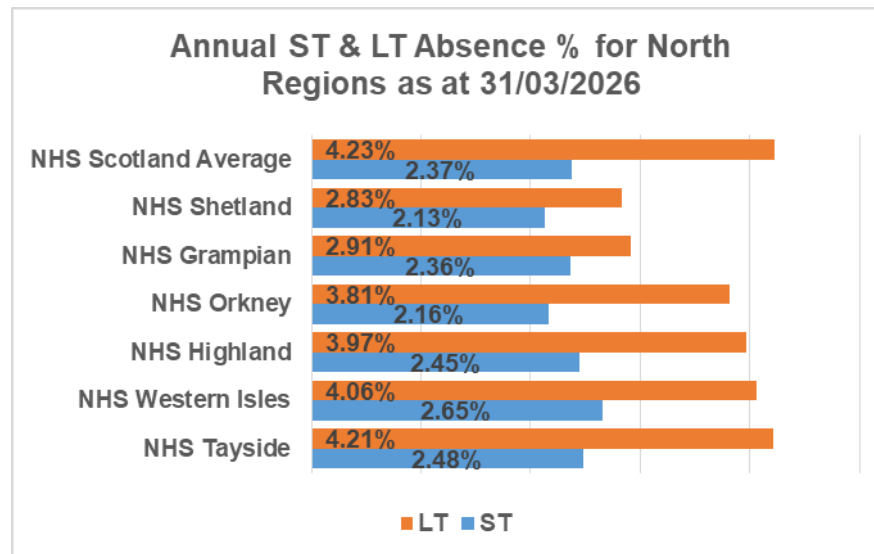 Annual ST & LT Absence % for North
Regions as at 31/03/2026
NHS Scotland Average
4.23%
2.37%
NHS Shetland
2.83%
2.13%
NHS Grampian
2.91%
2.36%
NHS Orkney
3.81%
2.16%
NHS Highland
3.97%
2.45%
NHS Western Isles
4.06%
2.65%
NHS Tayside
4.21%
2.48%
LT ST